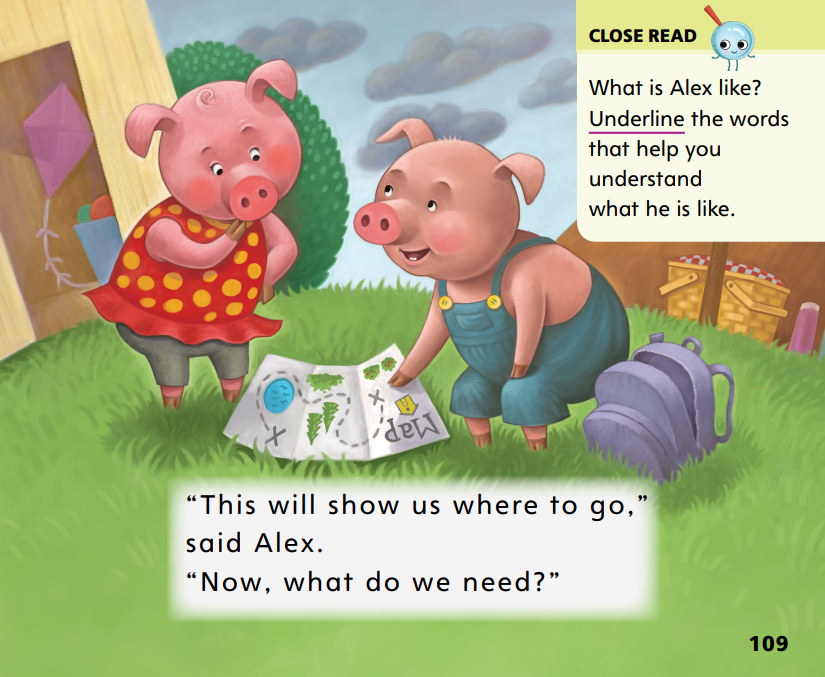 CLOSE READ
What is Alex like?
Underline the words
that help you
understand
what he is like.
Map
“This will show us where to go,”
said Alex.
“Now, what do we need?”
109